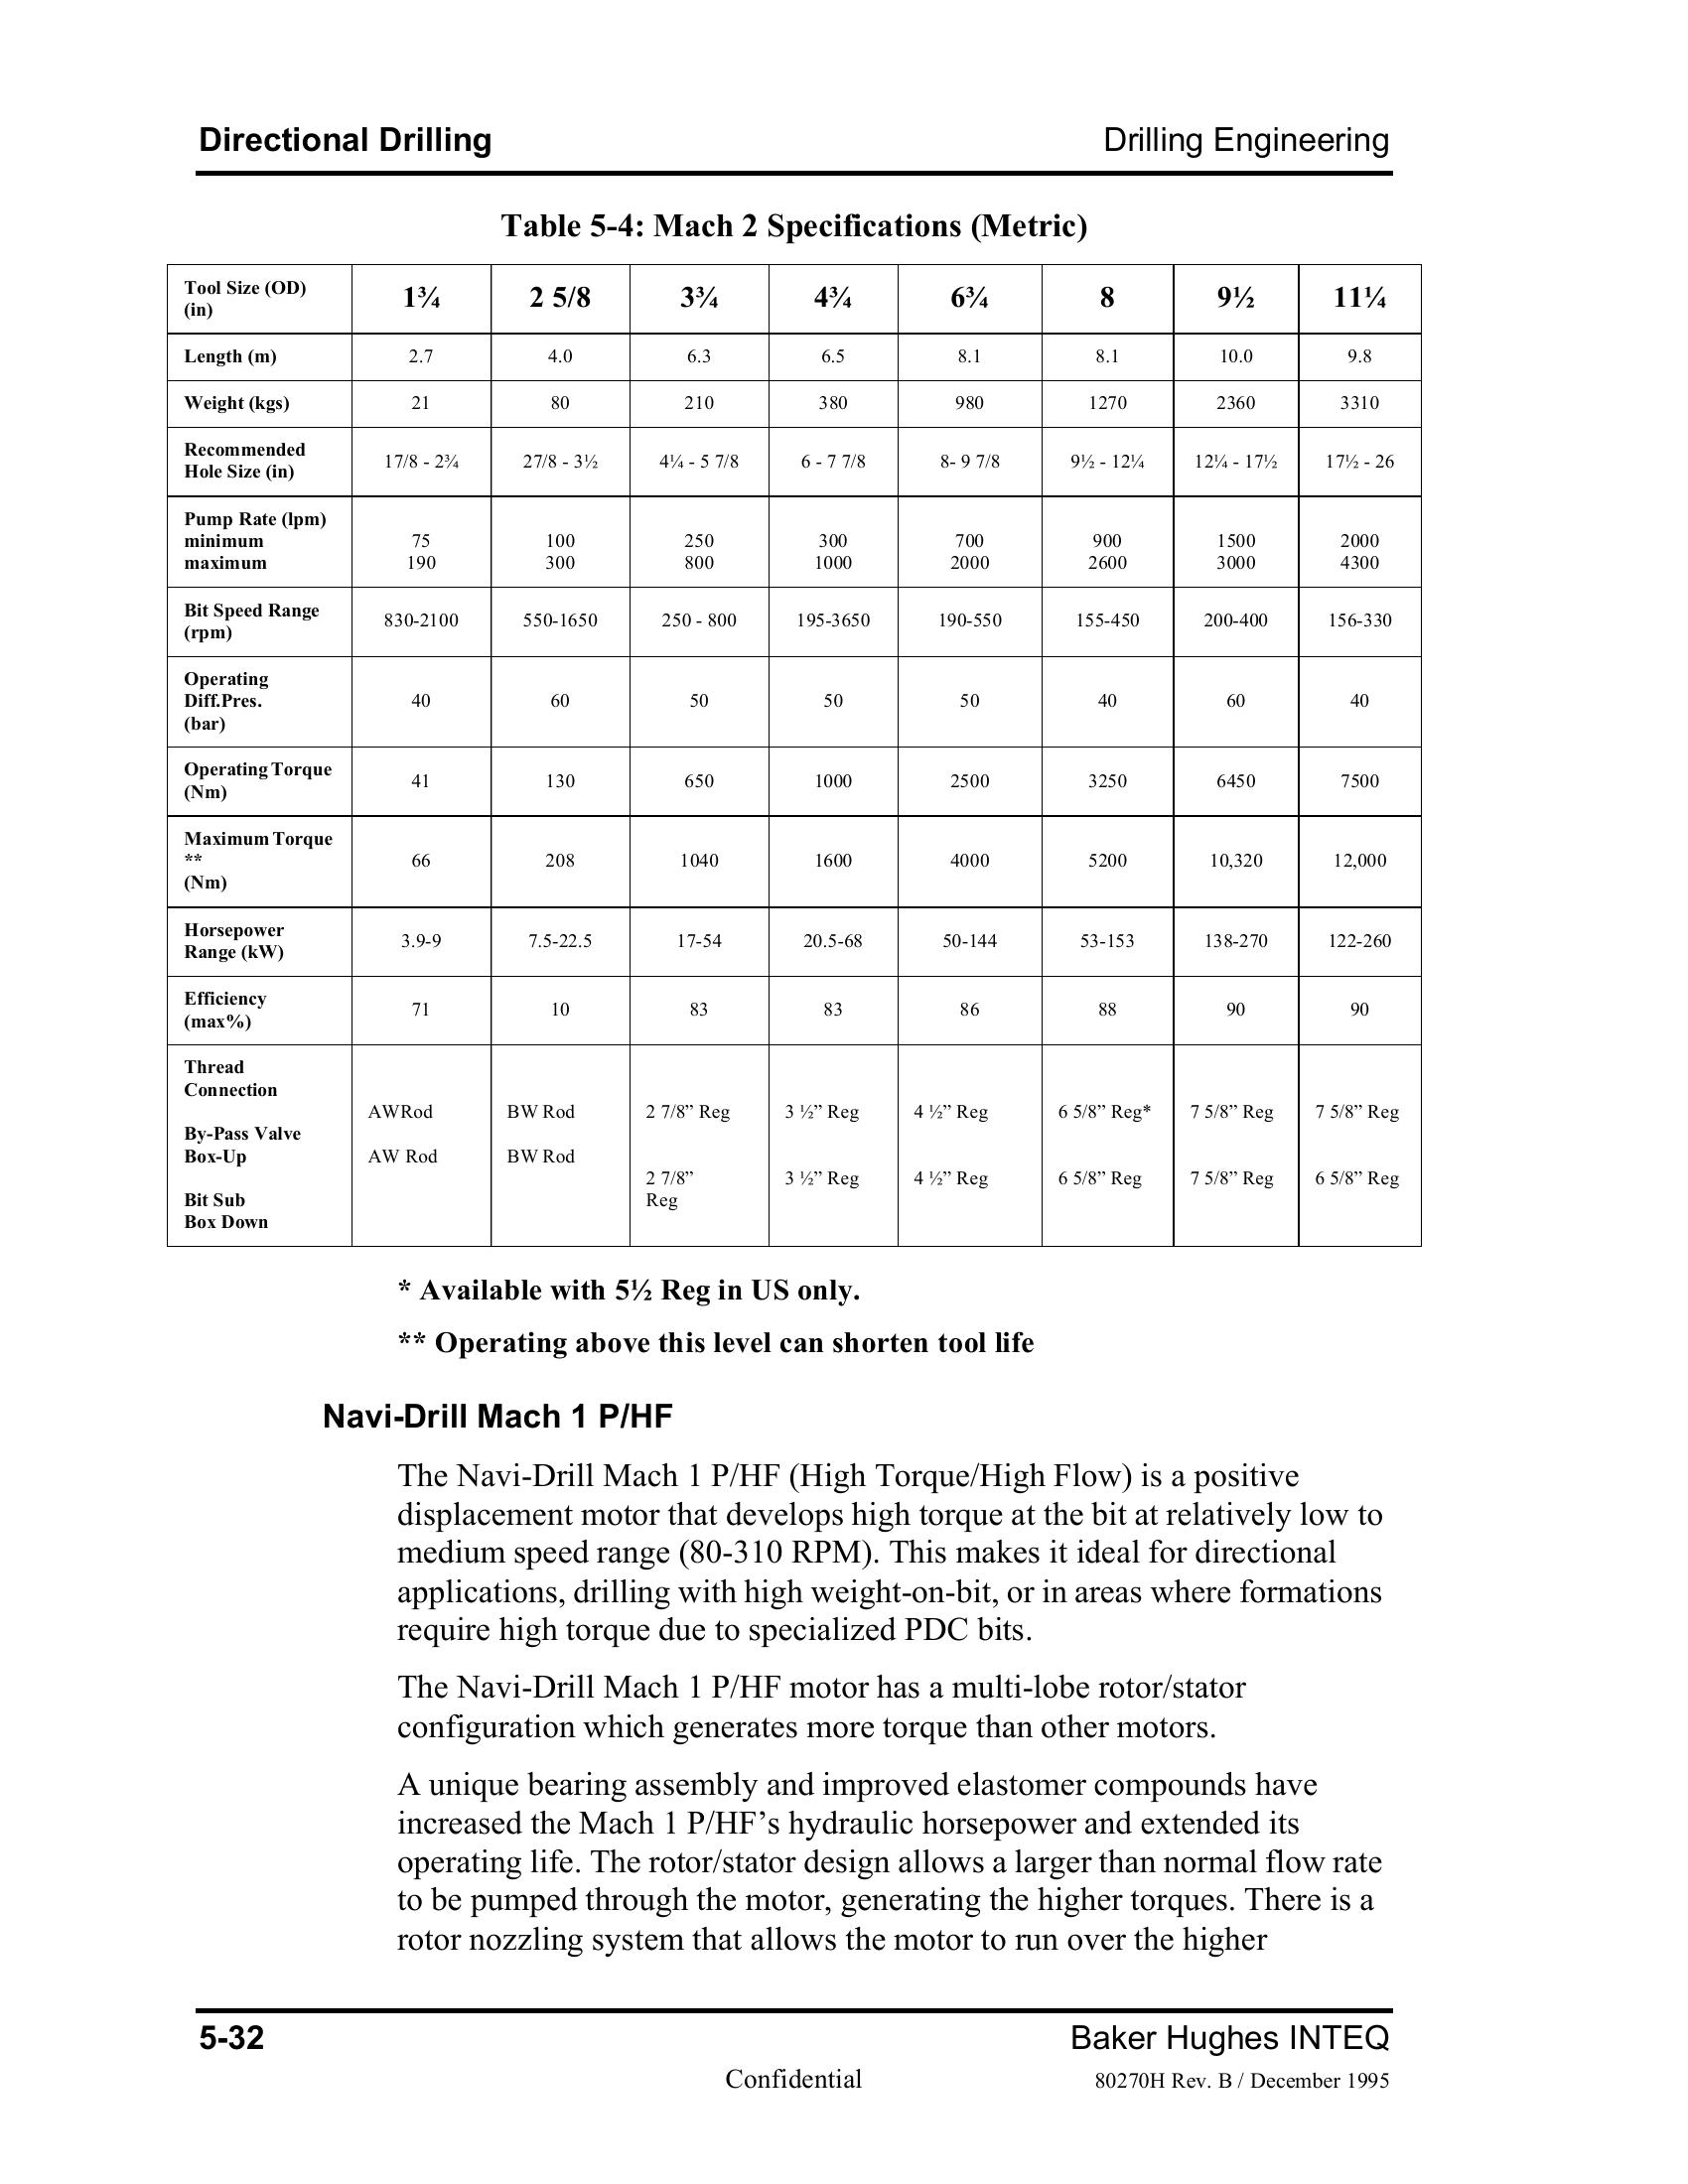 Directional Drilling Drilling Engineering
Table 5-4: Mach 2 Specifications (Metric)
Tool Size (OD) (in) 1¾ 2 5/8 3¾ 4¾ 6¾ 8 9½ 11¼
Length (m) 2.7 4.0 6.3 6.5 8.1 8.1 10.0 9.8
Weight (kgs) 21 80 210 380 980 1270 2360 3310
Recommended Hole Size (in) 17/8 - 2¾ 27/8 - 3½ 4¼ - 5 7/8 6 - 7 7/8 8- 9 7/8 9½ - 12¼ 12¼ - 17½ 17½ - 26
Pump Rate (lpm)
minimum 75 100 250 300 700 900 1500 2000
maximum 190 300 800 1000 2000 2600 3000 4300
Bit Speed Range (rpm) 830-2100 550-1650 250 - 800 195-3650 190-550 155-450 200-400 156-330
Operating Diff.Pres. (bar) 40 60 50 50 50 40 60 40
Operating Torque (Nm) 41 130 650 1000 2500 3250 6450 7500
Maximum Torque ** (Nm) 66 208 1040 1600 4000 5200 10,320 12,000
Horsepower Range (kW) 3.9-9 7.5-22.5 17-54 20.5-68 50-144 53-153 138-270 122-260
Efficiency (max%) 71 10 83 83 86 88 90 90
Thread Connection
By-Pass Valve Box-Up AWRod BW Rod 2 7/8” Reg 3 ½” Reg 4 ½” Reg 6 5/8” Reg* 7 5/8” Reg 7 5/8” Reg
Bit Sub Box Down AW Rod BW Rod 2 7/8” Reg 3 ½” Reg 4 ½” Reg 6 5/8” Reg 7 5/8” Reg 6 5/8” Reg
* Available with 5½ Reg in US only.
** Operating above this level can shorten tool life
Navi-Drill Mach 1 P/HF
The Navi-Drill Mach 1 P/HF (High Torque/High Flow) is a positive
displacement motor that develops high torque at the bit at relatively low to
medium speed range (80-310 RPM). This makes it ideal for directional
applications, drilling with high weight-on-bit, or in areas where formations
require high torque due to specialized PDC bits.
The Navi-Drill Mach 1 P/HF motor has a multi-lobe rotor/stator
configuration which generates more torque than other motors.
A unique bearing assembly and improved elastomer compounds have
increased the Mach 1 P/HF’s hydraulic horsepower and extended its
operating life. The rotor/stator design allows a larger than normal flow rate
to be pumped through the motor, generating the higher torques. There is a
rotor nozzling system that allows the motor to run over the higher
5-32 Baker Hughes INTEQ
Confidential 80270H Rev. B / December 1995